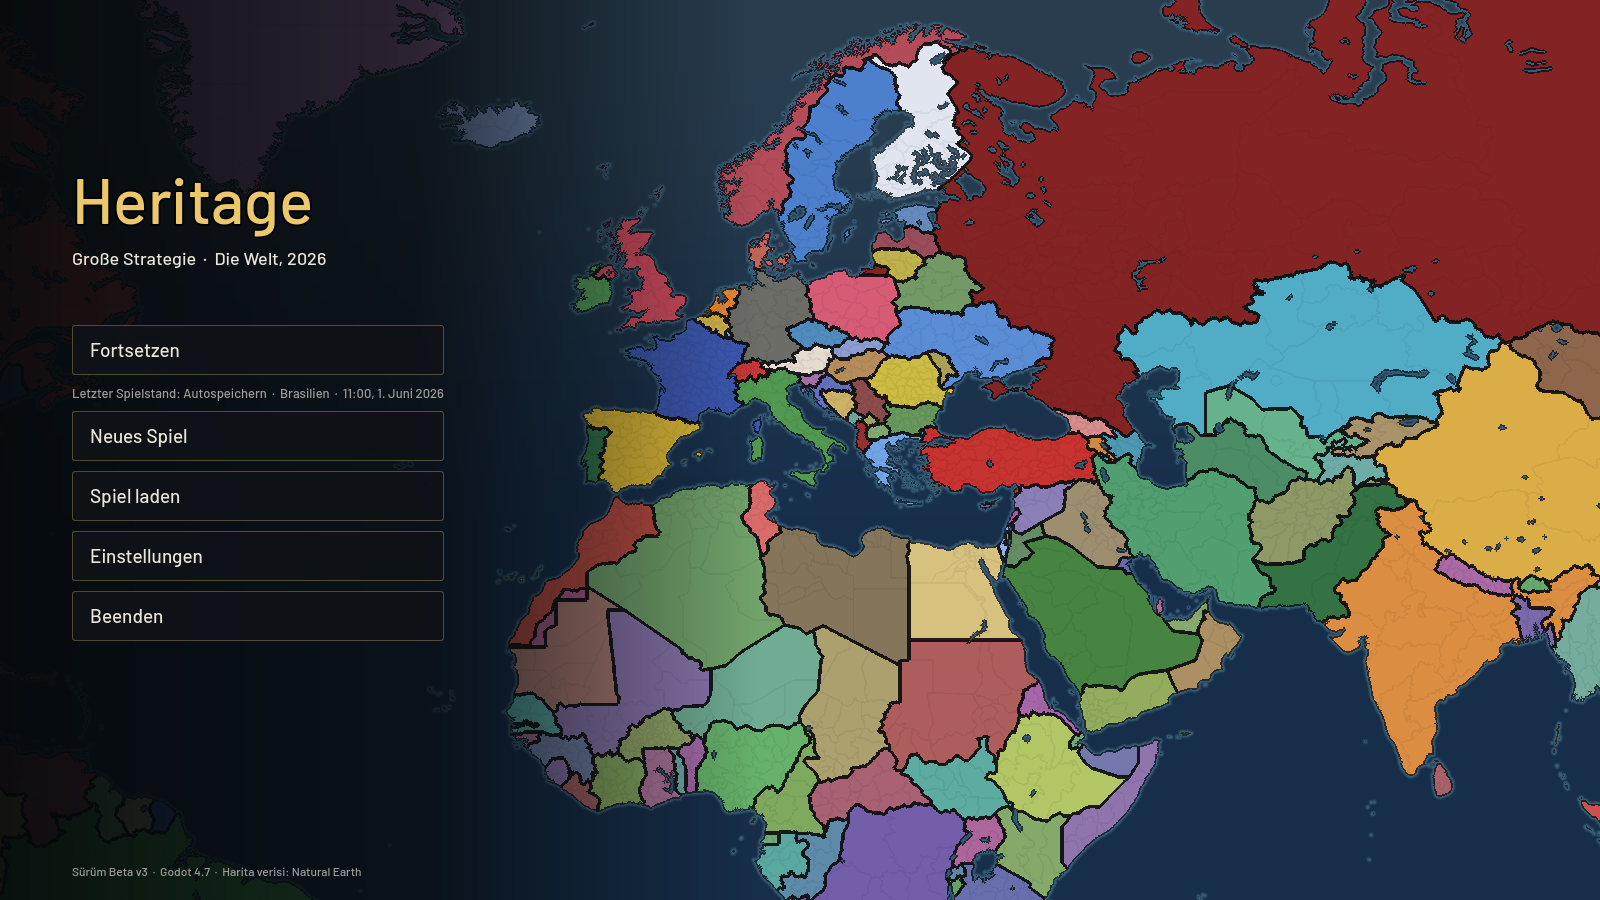 Heritage
Große Strategie · Die Welt, 2026
Fortsetzen
Letzter Spielstand: Autospeichern · Brasilien · 11:00, 1. Juni 2026
Neues Spiel
Spiel laden
Einstellungen
Beenden
Sürüm Beta v3 · Godot 4.7 · Harita verisi: Natural Earth